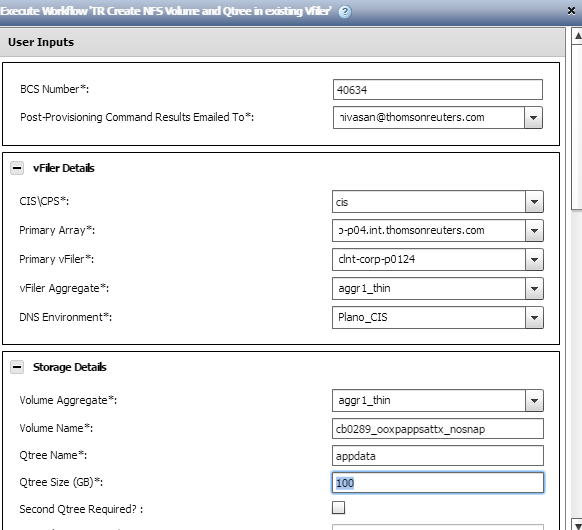 Execute Workflow 'TR Create NFS Volume and Qtree in existing Vfiler' ?
User Inputs
BCS Number*: 40634
Post-Provisioning Command Results Emailed To*: nivasan@thomsonreuters.com
vFiler Details
CIS\CPS*: cis
Primary Array*: p-p04.int.thomsonreuters.com
Primary vFiler*: clnt-corp-p0124
vFiler Aggregate*: aggr1_thin
DNS Environment*: Plano_CIS
Storage Details
Volume Aggregate*: aggr1_thin
Volume Name*: cb0289_ooxpappsattx_nosnap
Qtree Name*: appdata
Qtree Size (GB)*: 100
Second Qtree Required? :